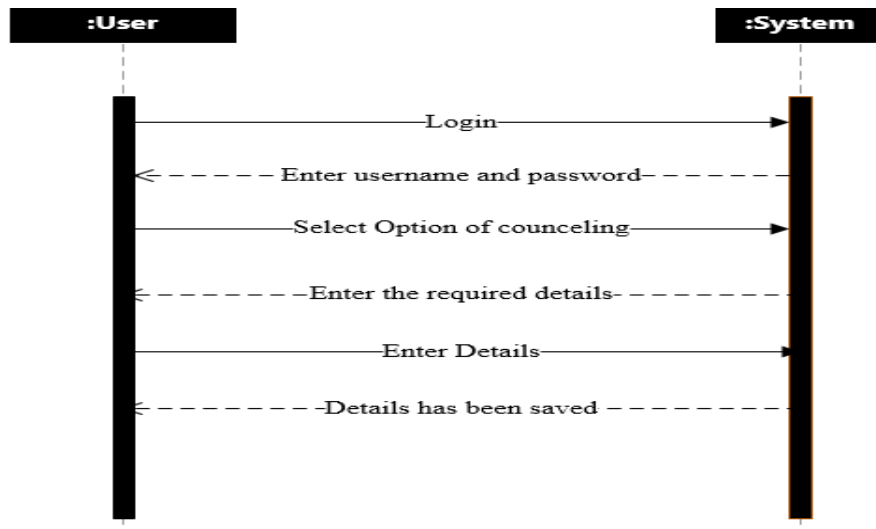 :User
:System
Login
Enter username and password
Select Option of counceling
Enter the required details
Enter Details
Details has been saved